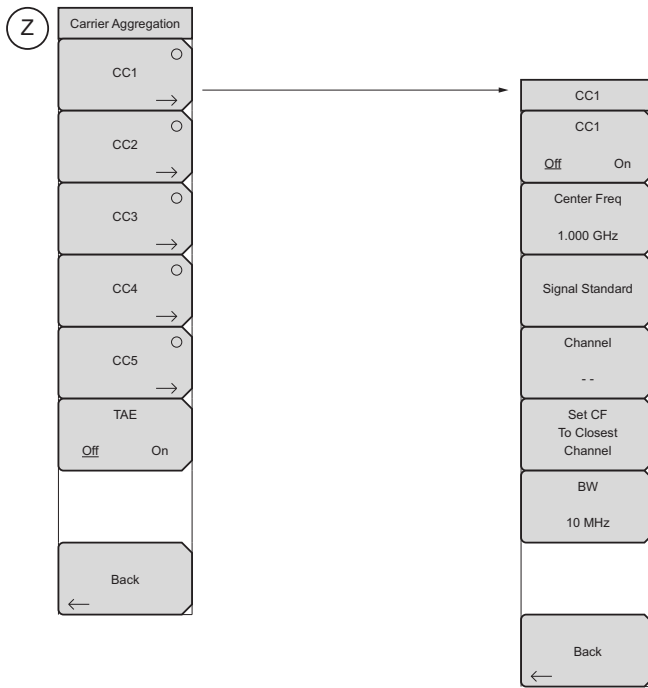 Z
Carrier Aggregation
CC1
CC2
CC3
CC4
CC5
TAE
Off On
Back
CC1
CC1
Off On
Center Freq
1.000 GHz
Signal Standard
Channel
- -
Set CF
To Closest
Channel
BW
10 MHz
Back